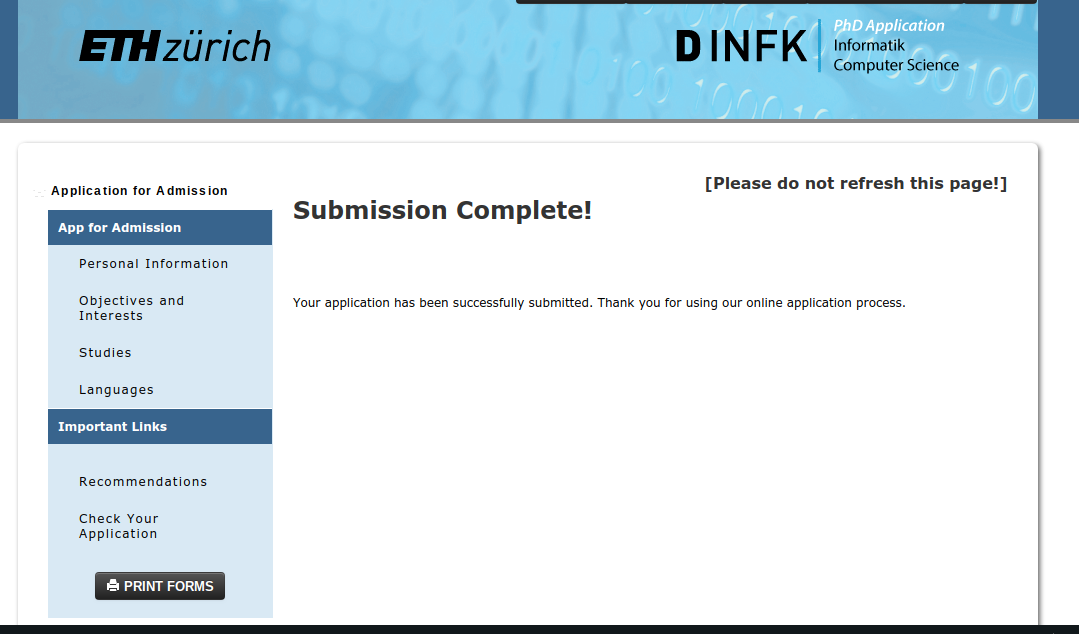 ETH zürich
D INFK
PhD Application
Informatik
Computer Science
Application for Admission
App for Admission
Personal Information
Objectives and
Interests
Studies
Languages
Important Links
Recommendations
Check Your
Application
PRINT FORMS
[Please do not refresh this page!]
Submission Complete!
Your application has been successfully submitted. Thank you for using our online application process.